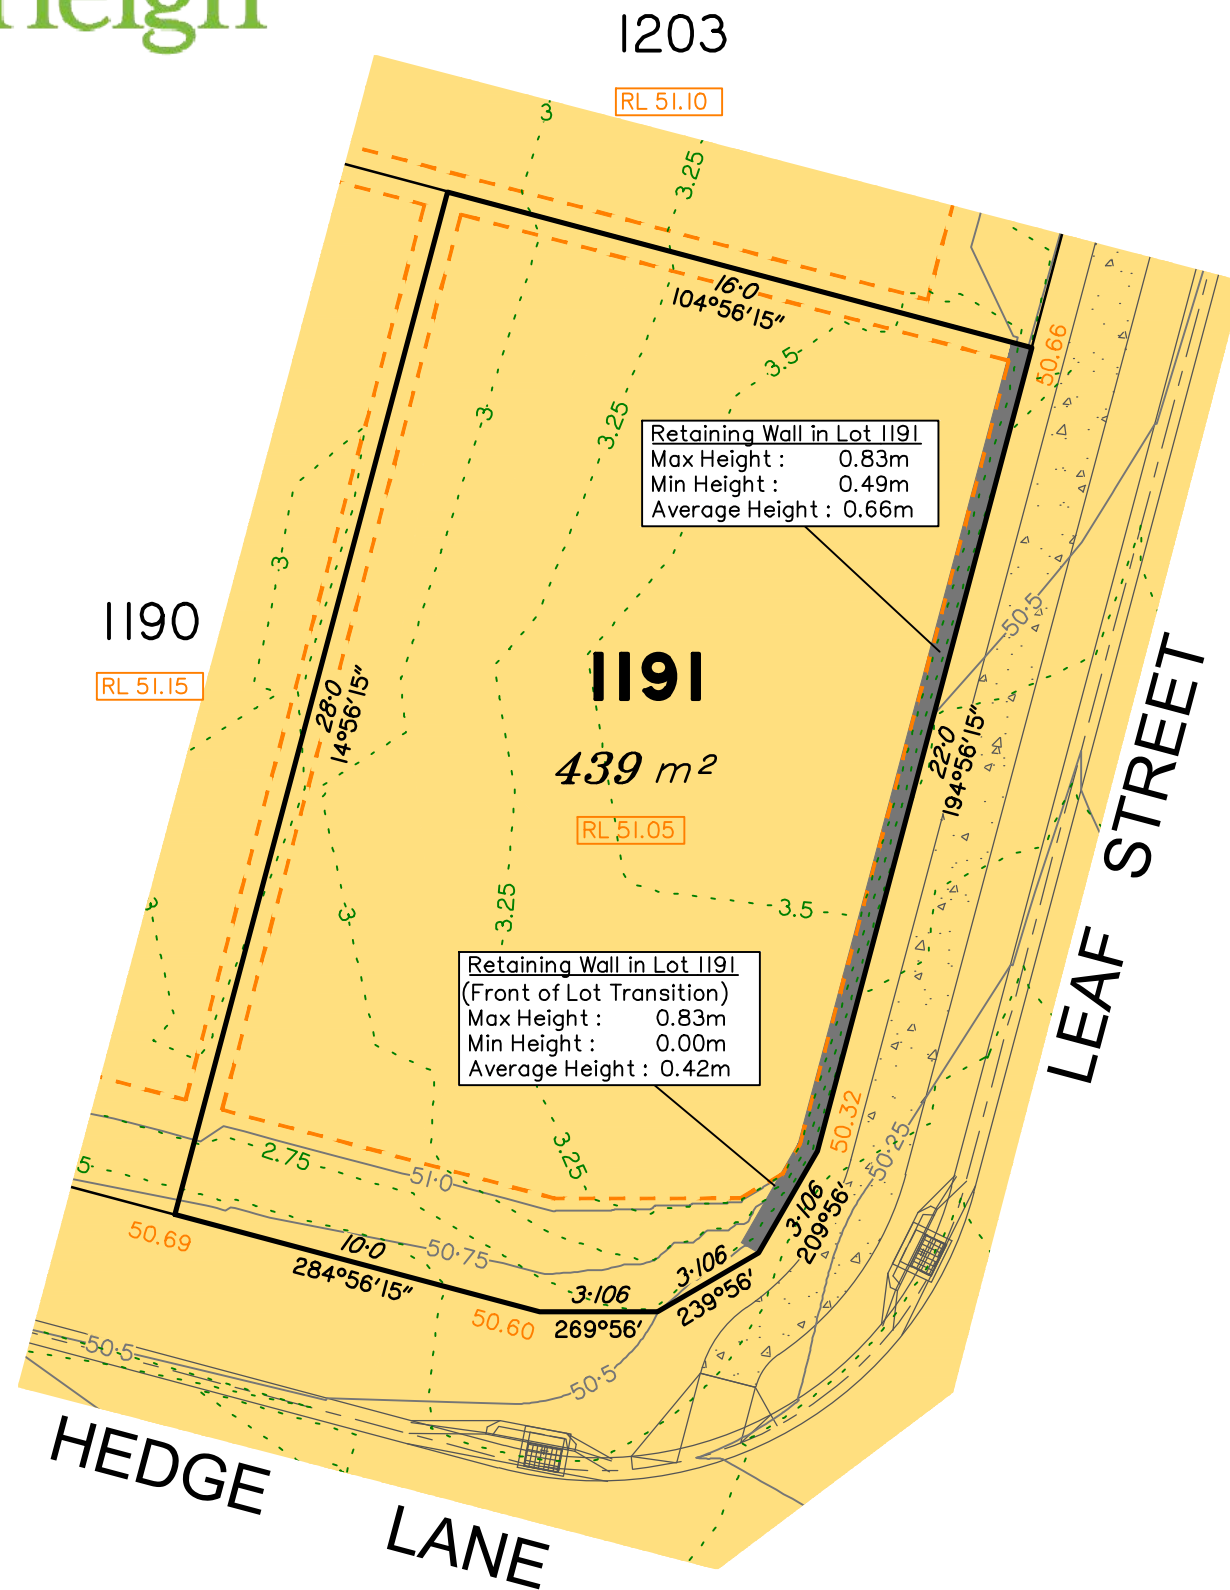 1203
RL 51.10
3
3.25
16·0
104°56'15"
50.66
3.5
3
3.25
Retaining Wall in Lot 1191
Max Height : 0.83m
Min Height : 0.49m
Average Height : 0.66m
3
50·5
1190
RL 51.15
1191
439 m²
RL 51.05
28·0
14°56'15"
22·0
194°56'15"
LEAF STREET
3
3
3.25
3.5
Retaining Wall in Lot 1191
(Front of Lot Transition)
Max Height : 0.83m
Min Height : 0.00m
Average Height : 0.42m
50.32
50·25
2.75
3.25
51·0
5
50.69
10·0
284°56'15"
50·75
50.60
3·106
269°56'
3·106
239°56'
3·106
209°56'
50·5
50·5
HEDGE LANE